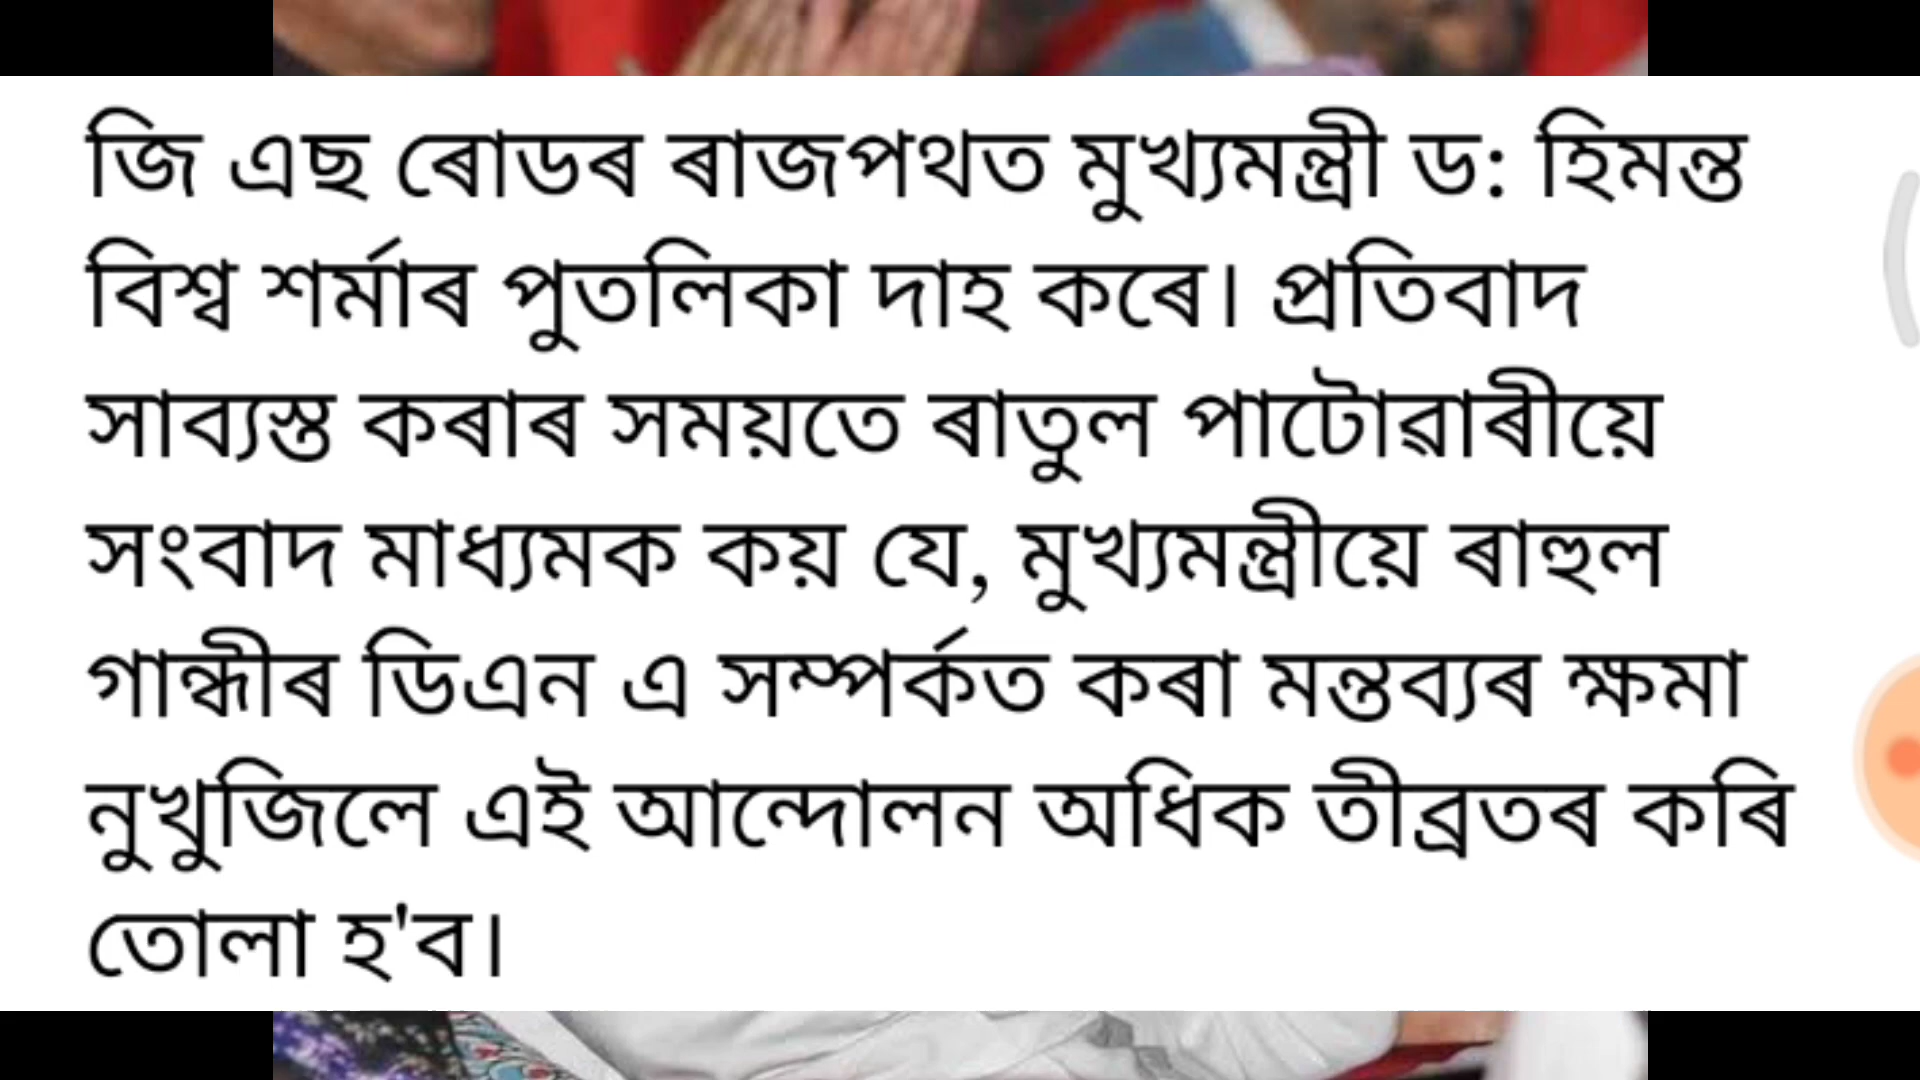 জি এছ ৰোডৰ ৰাজপথত মুখ্যমন্ত্ৰী ড: হিমন্ত
বিশ্ব শৰ্মাৰ পুতলিকা দাহ কৰে। প্ৰতিবাদ
সাব্যস্ত কৰাৰ সময়তে ৰাতুল পাটোৱাৰীয়ে
সংবাদ মাধ্যমক কয় যে, মুখ্যমন্ত্ৰীয়ে ৰাহুল
গান্ধীৰ ডিএন এ সম্পৰ্কত কৰা মন্তব্যৰ ক্ষমা
নুখুজিলে এই আন্দোলন অধিক তীব্ৰতৰ কৰি
তোলা হ'ব।